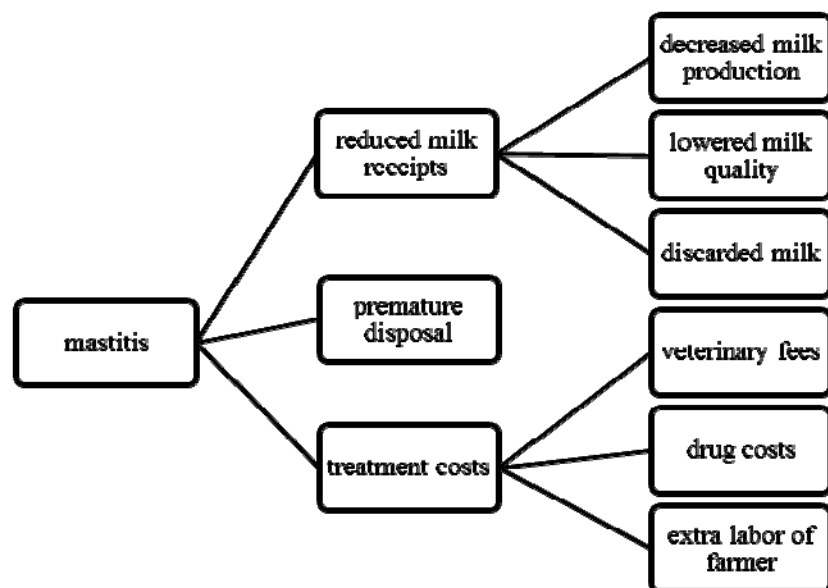 decreased milk
production
reduced milk
receipts
lowered milk
quality
discarded milk
mastitis
premature
disposal
veterinary fees
treatment costs
drug costs
extra labor of
farmer